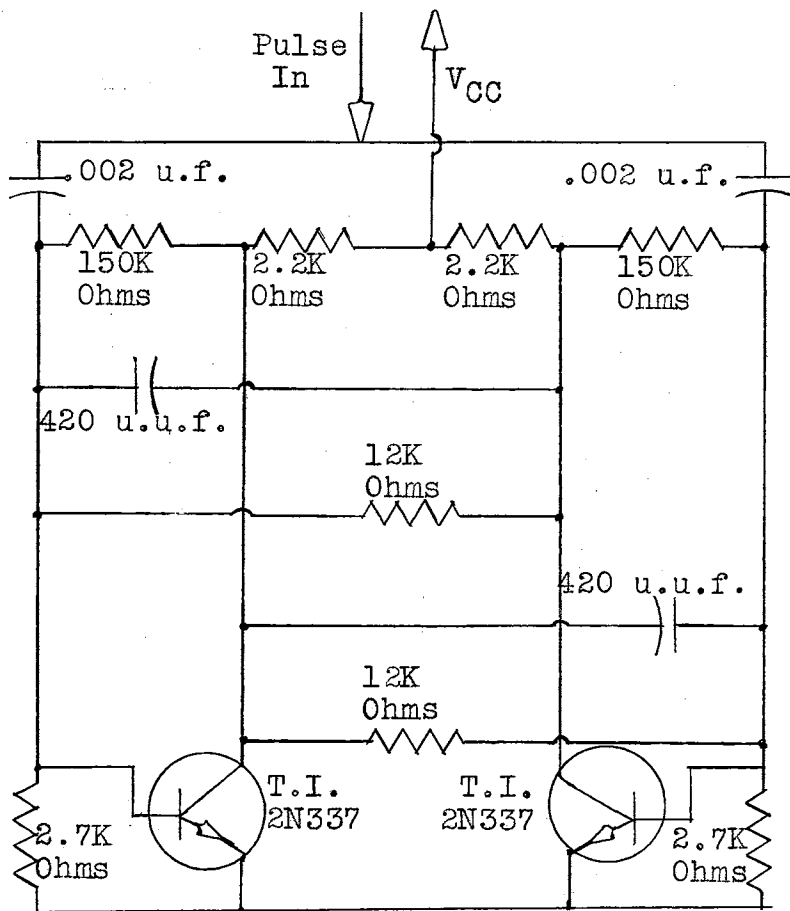 Pulse
In
VCC
.002 u.f.
.002 u.f.
150K
Ohms
2.2K
Ohms
2.2K
Ohms
150K
Ohms
420 u.u.f.
12K
Ohms
420 u.u.f.
12K
Ohms
T.I.
2N337
T.I.
2N337
2.7K
Ohms
2.7K
Ohms